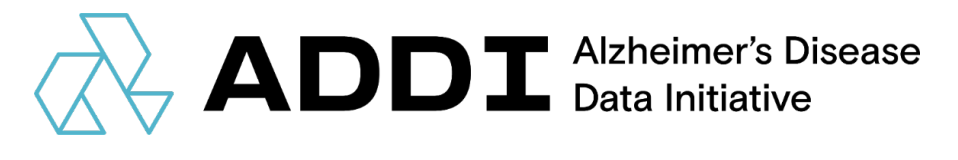 ADDI
Alzheimer's Disease
Data Initiative